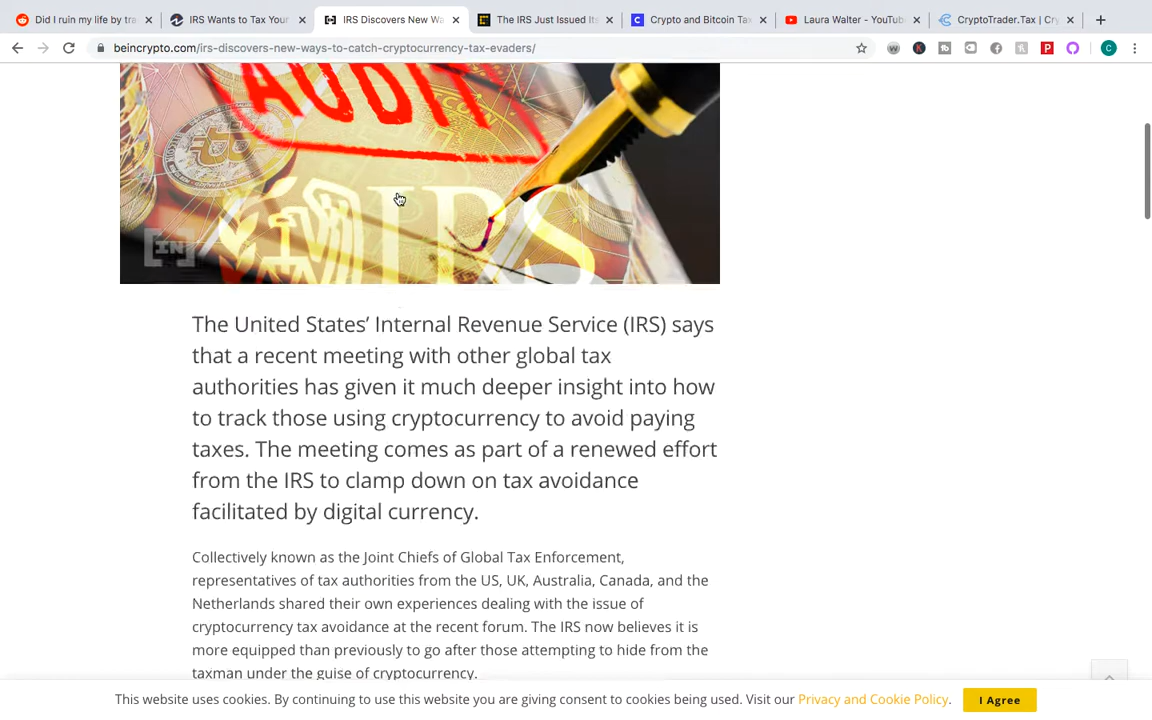 Did I ruin my life by tra
IRS Wants to Tax Your
IRS Discovers New Wa
The IRS Just Issued Its
Crypto and Bitcoin Tax
Laura Walter - YouTub
CryptoTrader.Tax | Cry
beincrypto.com/irs-discovers-new-ways-to-catch-cryptocurrency-tax-evaders/
AUDIT
IRS
[IN]
The United States’ Internal Revenue Service (IRS) says
that a recent meeting with other global tax
authorities has given it much deeper insight into how
to track those using cryptocurrency to avoid paying
taxes. The meeting comes as part of a renewed effort
from the IRS to clamp down on tax avoidance
facilitated by digital currency.
Collectively known as the Joint Chiefs of Global Tax Enforcement,
representatives of tax authorities from the US, UK, Australia, Canada, and the
Netherlands shared their own experiences dealing with the issue of
cryptocurrency tax avoidance at the recent forum. The IRS now believes it is
more equipped than previously to go after those attempting to hide from the
taxman under the guise of cryptocurrency.
This website uses cookies. By continuing to use this website you are giving consent to cookies being used. Visit our Privacy and Cookie Policy.
I Agree